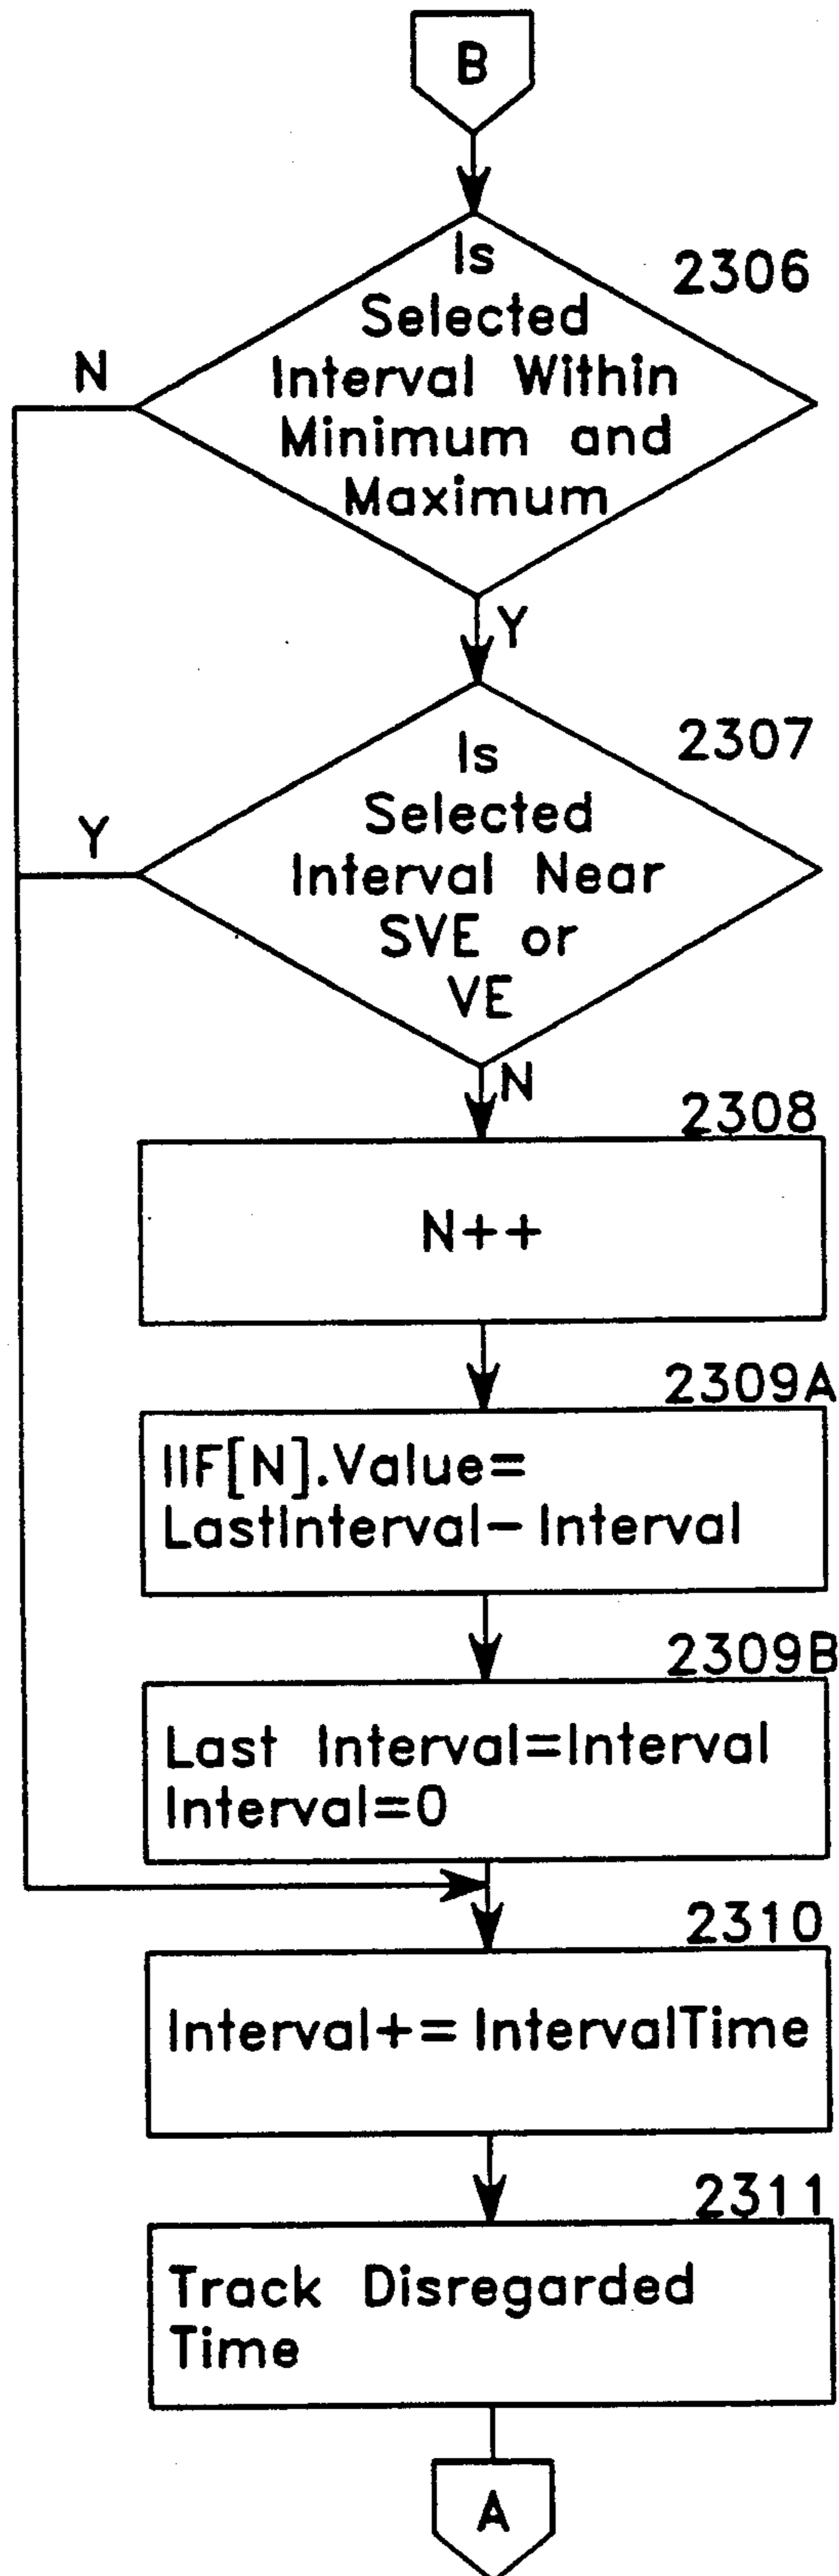 B
Is
2306
Selected
N
Interval Within
Minimum and
Maximum
Y
Is
2307
Selected
Y
Interval Near
SVE or
VE
N
2308
N++
2309A
IIF[N].Value=
LastInterval-Interval
2309B
Last Interval=Interval
Interval=0
2310
Interval+=IntervalTime
2311
Track Disregarded
Time
A